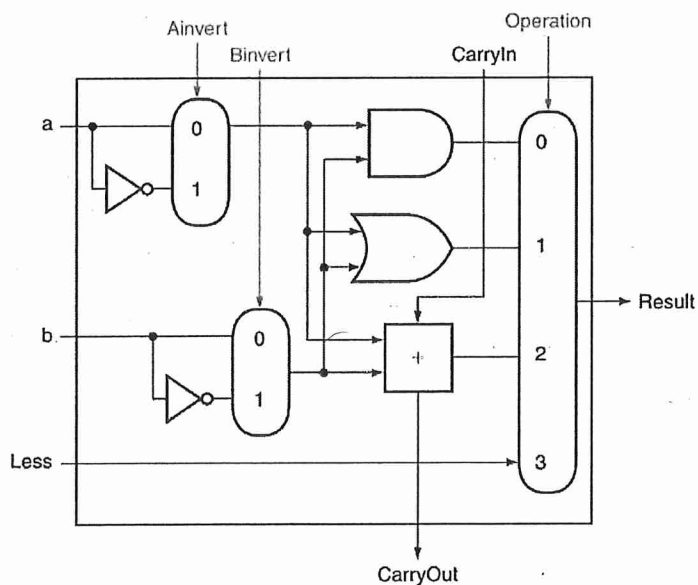 Operation
Ainvert
Binvert
CarryIn
a
0
0
1
1
Result
b
0
+
2
1
Less
3
CarryOut